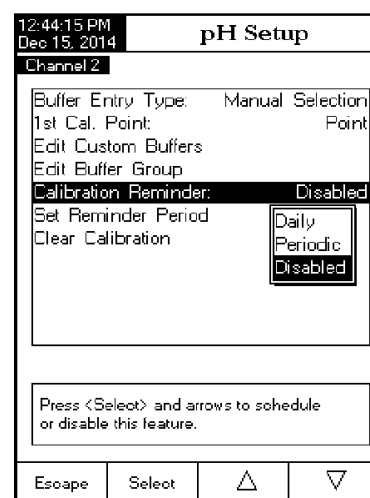 12:44:15 PM
Dec 15, 2014
pH Setup
Channel 2
Buffer Entry Type: Manual Selection
1st Cal. Point: Point
Edit Custom Buffers
Edit Buffer Group
Calibration Reminder: Disabled
Set Reminder Period
Daily
Clear Calibration
Periodic
Disabled
Press <Select> and arrows to schedule
or disable this feature.
Escape Select △ ▽